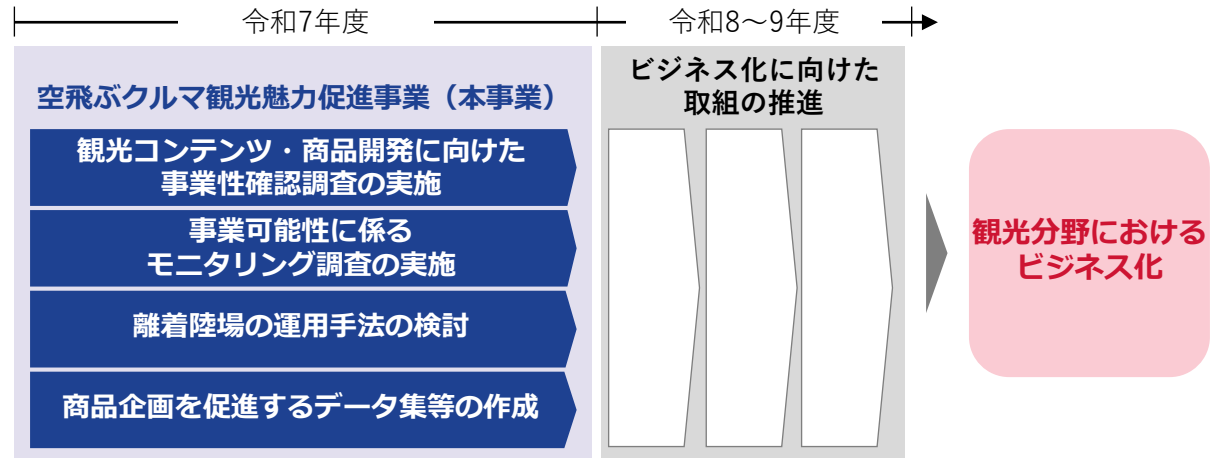 令和7年度
令和8～9年度
空飛ぶクルマ観光魅力促進事業（本事業）
観光コンテンツ・商品開発に向けた
事業性確認調査の実施
事業可能性に係る
モニタリング調査の実施
離着陸場の運用手法の検討
商品企画を促進するデータ集等の作成
ビジネス化に向けた
取組の推進
観光分野における
ビジネス化